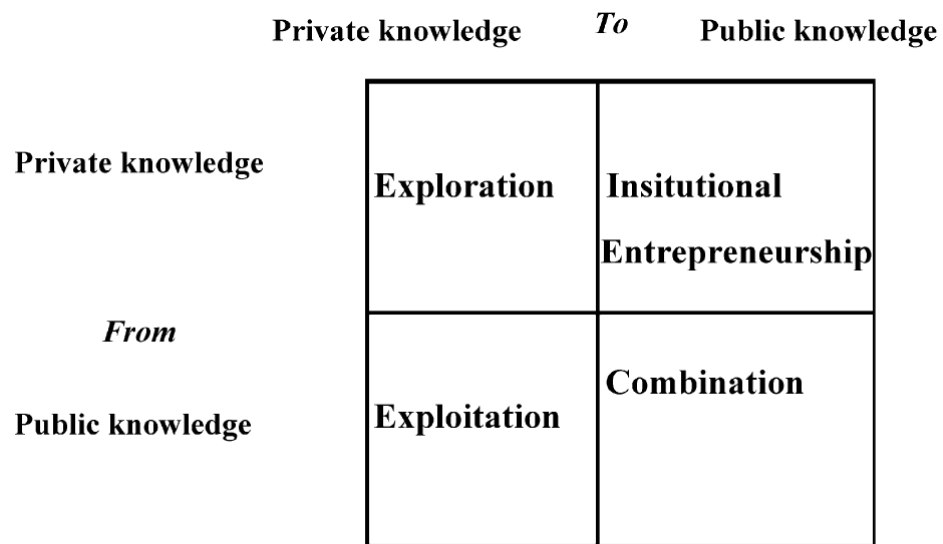 Private knowledge To Public knowledge
Private knowledge
Exploration Insitutional
Entrepreneurship
From
Combination
Public knowledge Exploitation